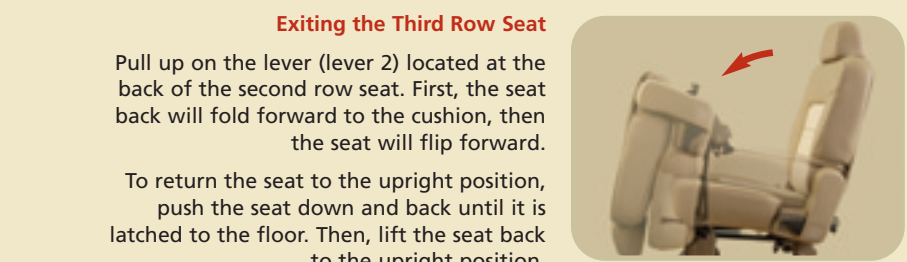 Exiting the Third Row Seat
Pull up on the lever (lever 2) located at the
back of the second row seat. First, the seat
back will fold forward to the cushion, then
the seat will flip forward.
To return the seat to the upright position,
push the seat down and back until it is
latched to the floor. Then, lift the seat back
to the upright position.